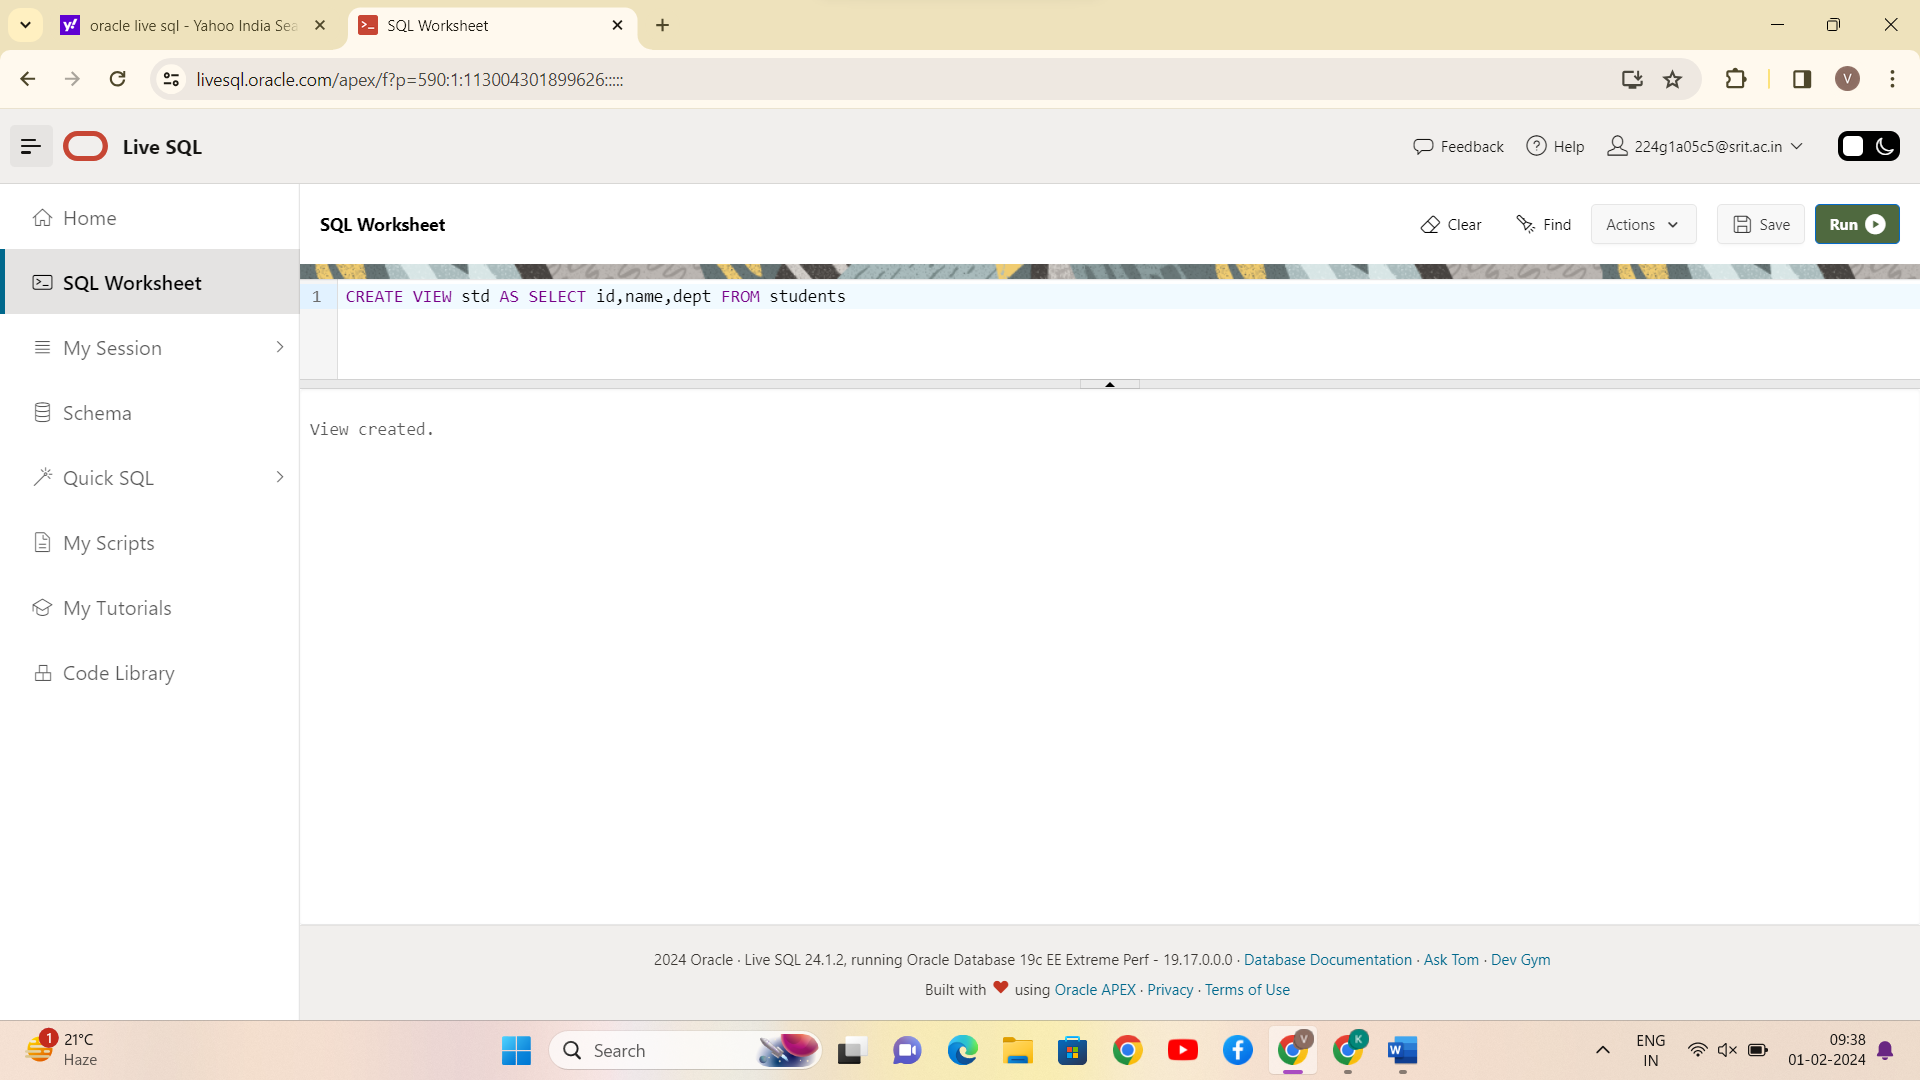 oracle live sql - Yahoo India Sea
SQL Worksheet
livesql.oracle.com/apex/f?p=590:1:113004301899626:::::
V
Live SQL
Feedback
Help
224g1a05c5@srit.ac.in
Home
SQL Worksheet
My Session
Schema
Quick SQL
My Scripts
My Tutorials
Code Library
SQL Worksheet
Clear
Find
Actions
Save
Run
1 CREATE VIEW std AS SELECT id,name,dept FROM students
View created.
2024 Oracle · Live SQL 24.1.2, running Oracle Database 19c EE Extreme Perf - 19.17.0.0.0 · Database Documentation · Ask Tom · Dev Gym
Built with ❤ using Oracle APEX · Privacy · Terms of Use
1
21°C
Haze
Search
V
K
W
ENG
IN
09:38
01-02-2024